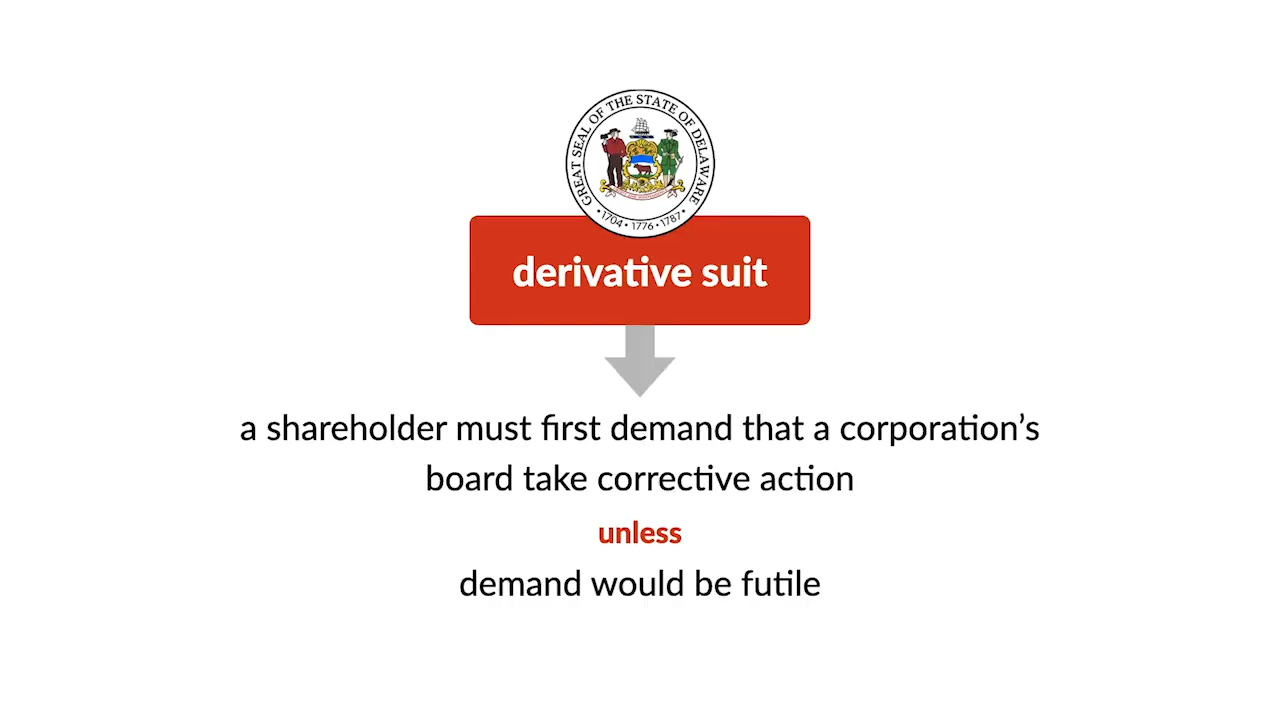 GREAT SEAL OF THE STATE OF DELAWARE
• 1704 • 1776 • 1787 •
derivative suit
a shareholder must first demand that a corporation’s
board take corrective action
unless
demand would be futile